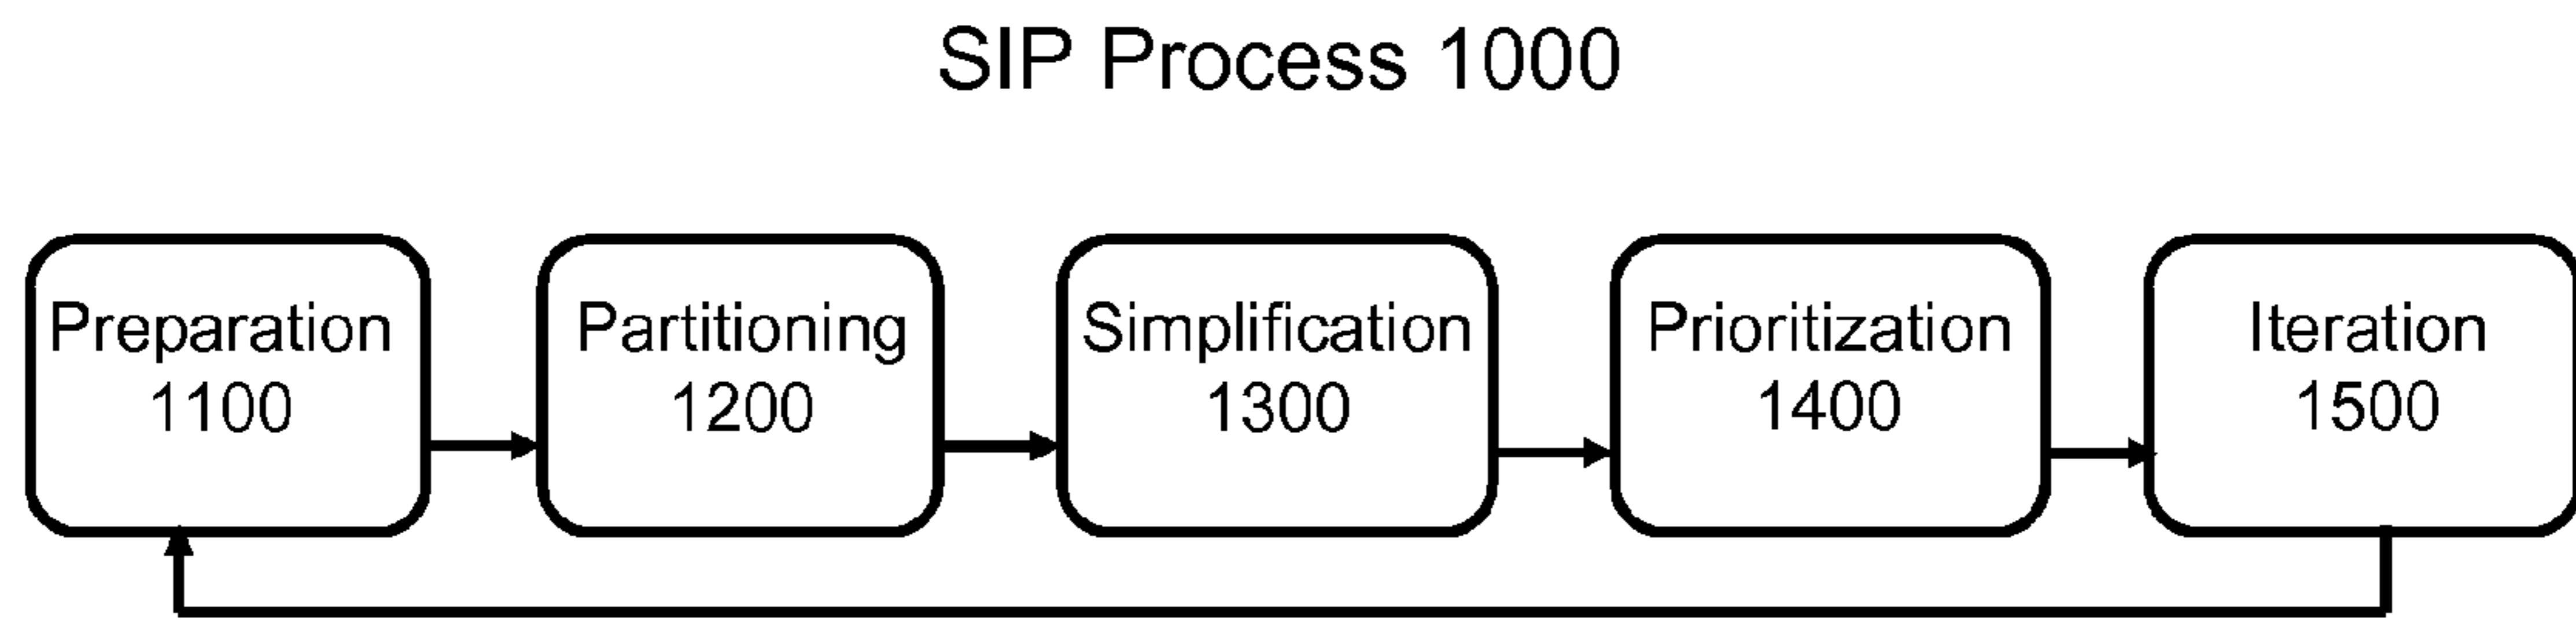 SIP Process 1000
Preparation
1100
Partitioning
1200
Simplification
1300
Prioritization
1400
Iteration
1500